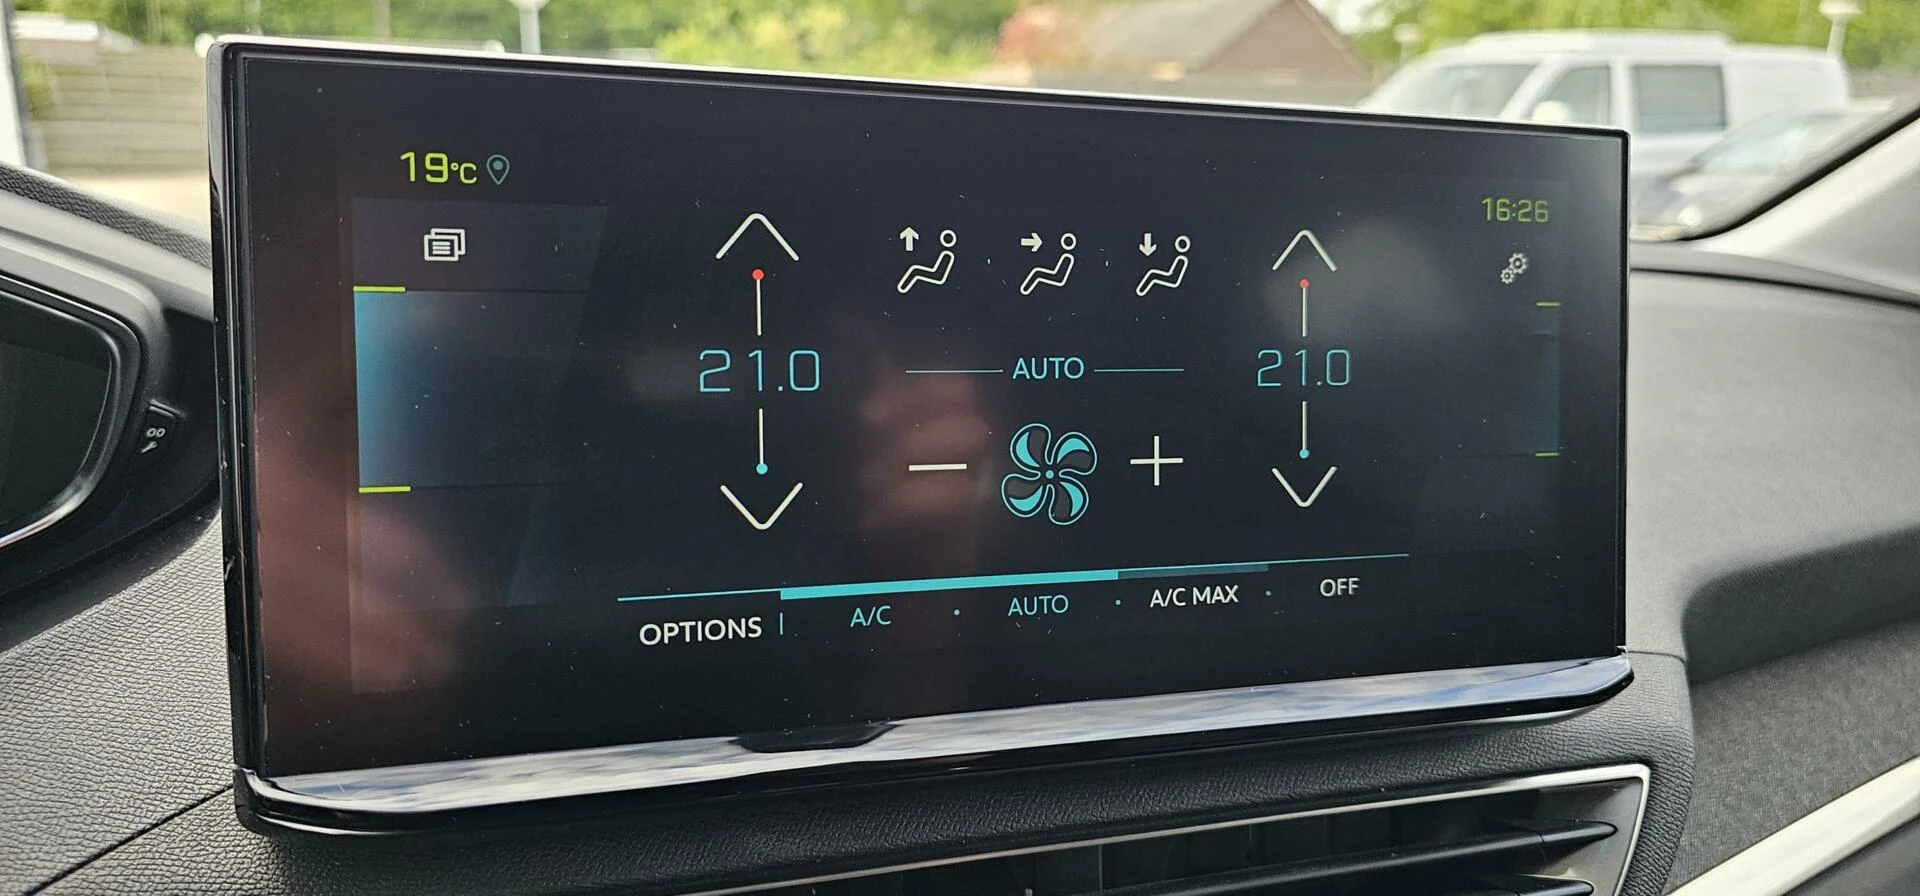 19°C
16:26
21.0
AUTO
21.0
OPTIONS A/C · AUTO · A/C MAX · OFF